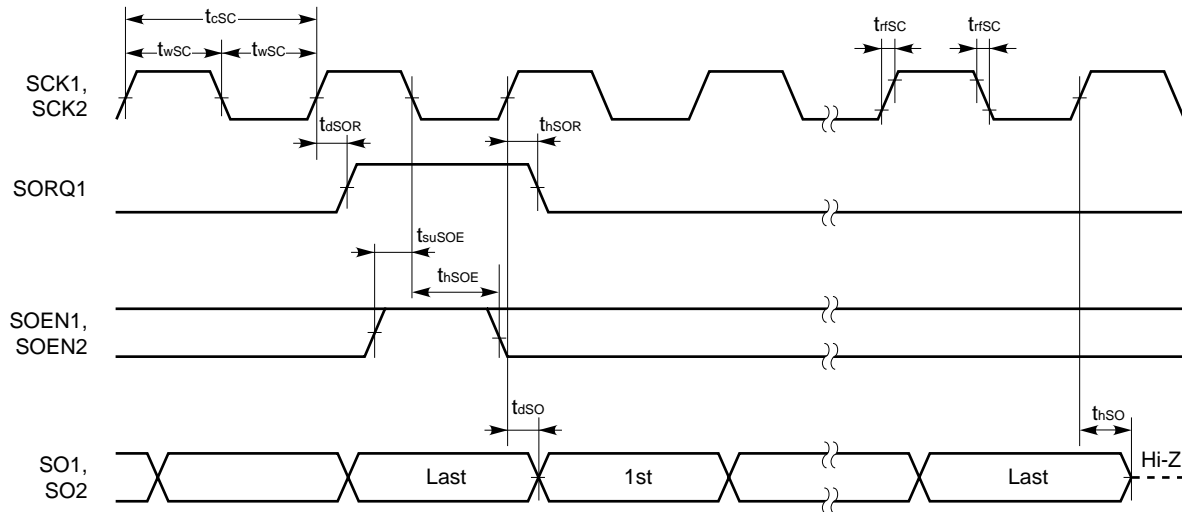 tcSC
twSC twSC trfSC trfSC
SCK1,
SCK2
tdSOR thSOR
SORQ1
tsuSOE
thSOE
SOEN1,
SOEN2
tdSO thSO
SO1,
SO2
Last 1st Last Hi-Z